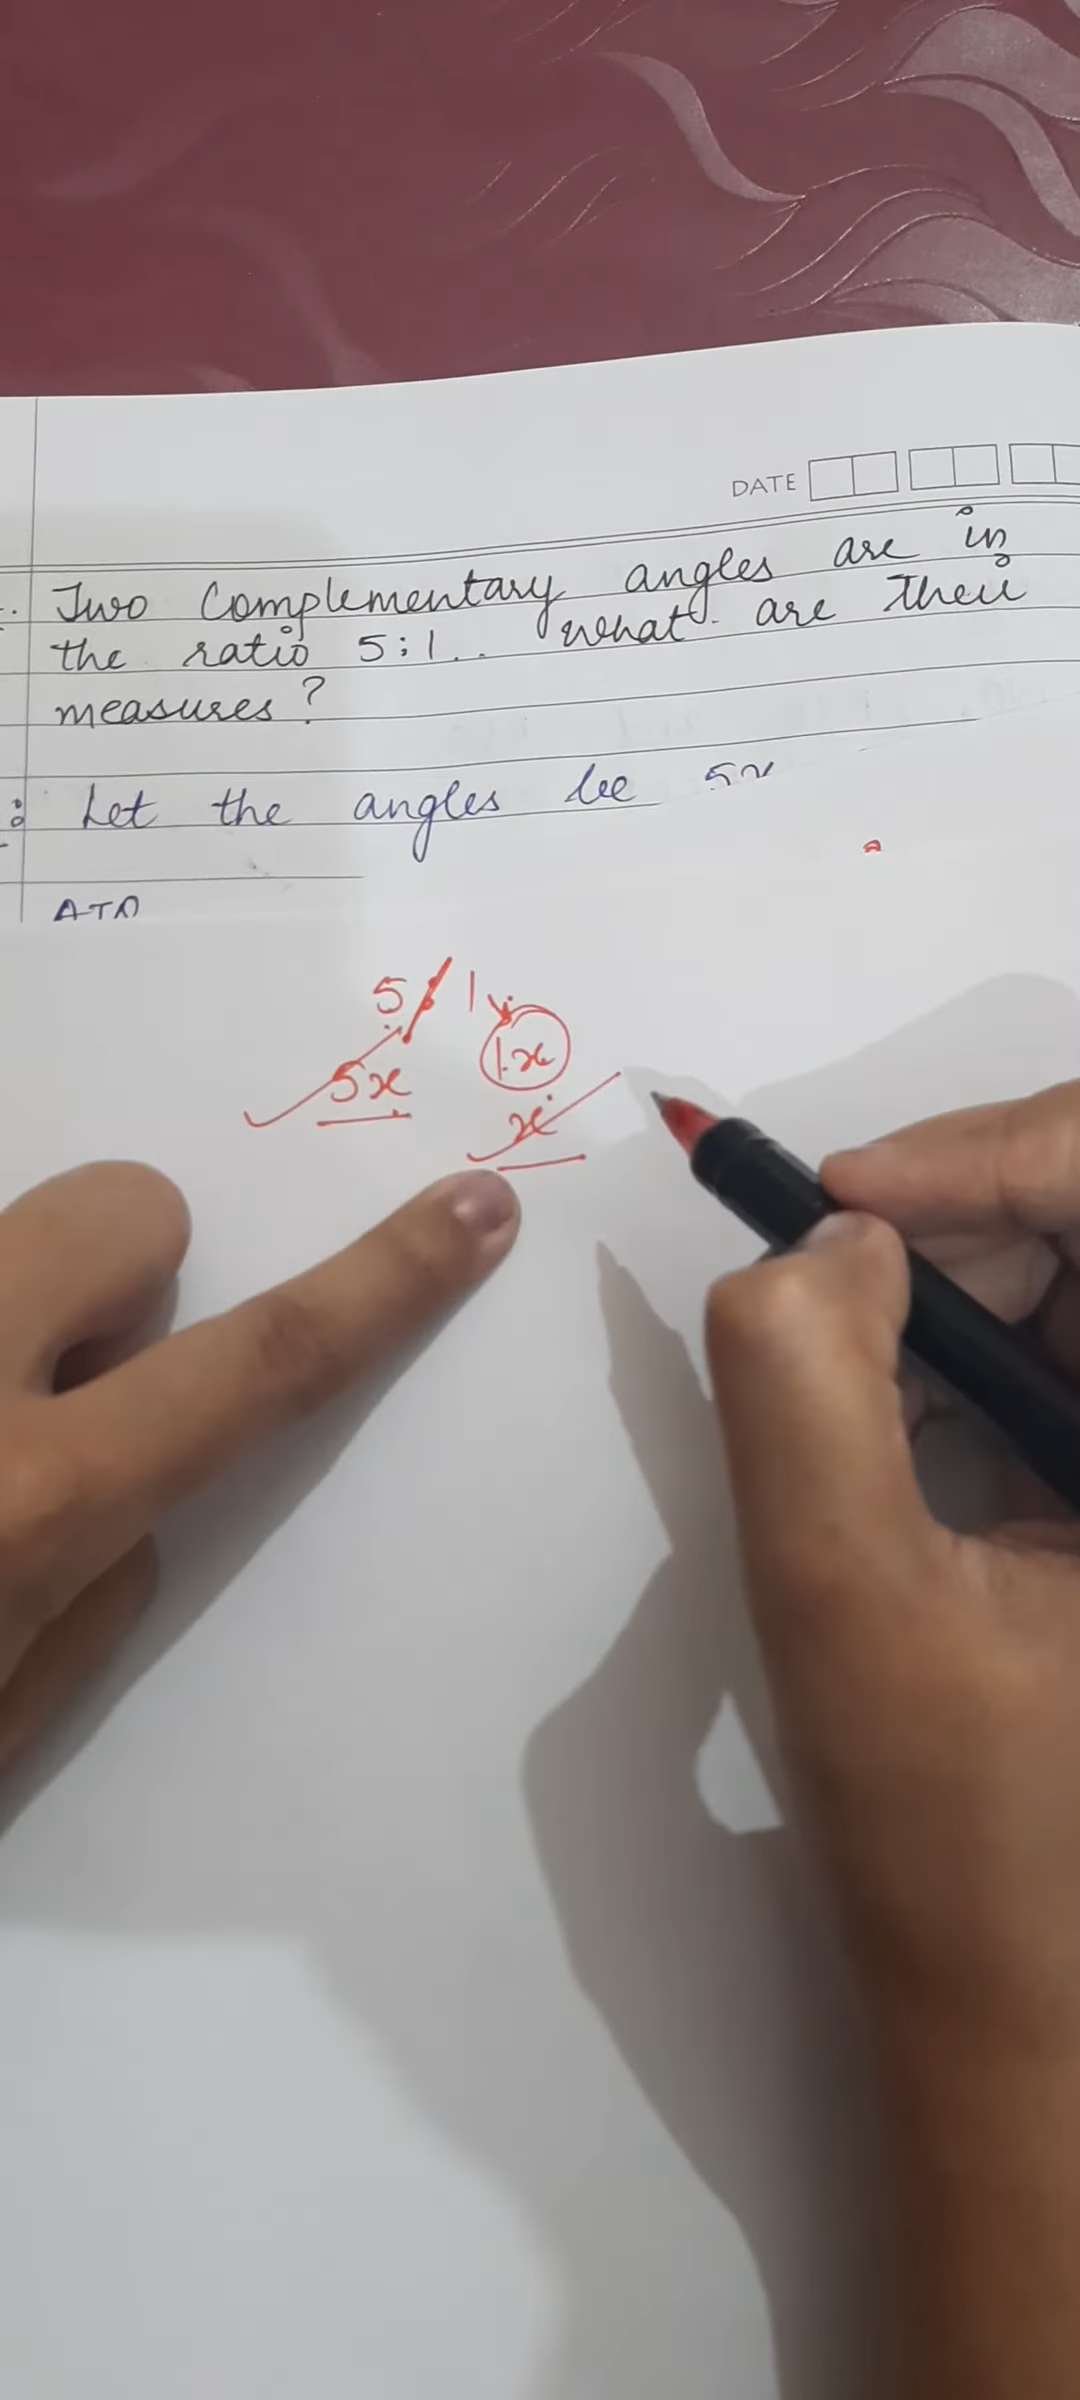 DATE
Two Complementary angles are in
the ratio 5:1.. What are their
measures?
: Let the angles be 5x
5 : 1
5x 1.x
x